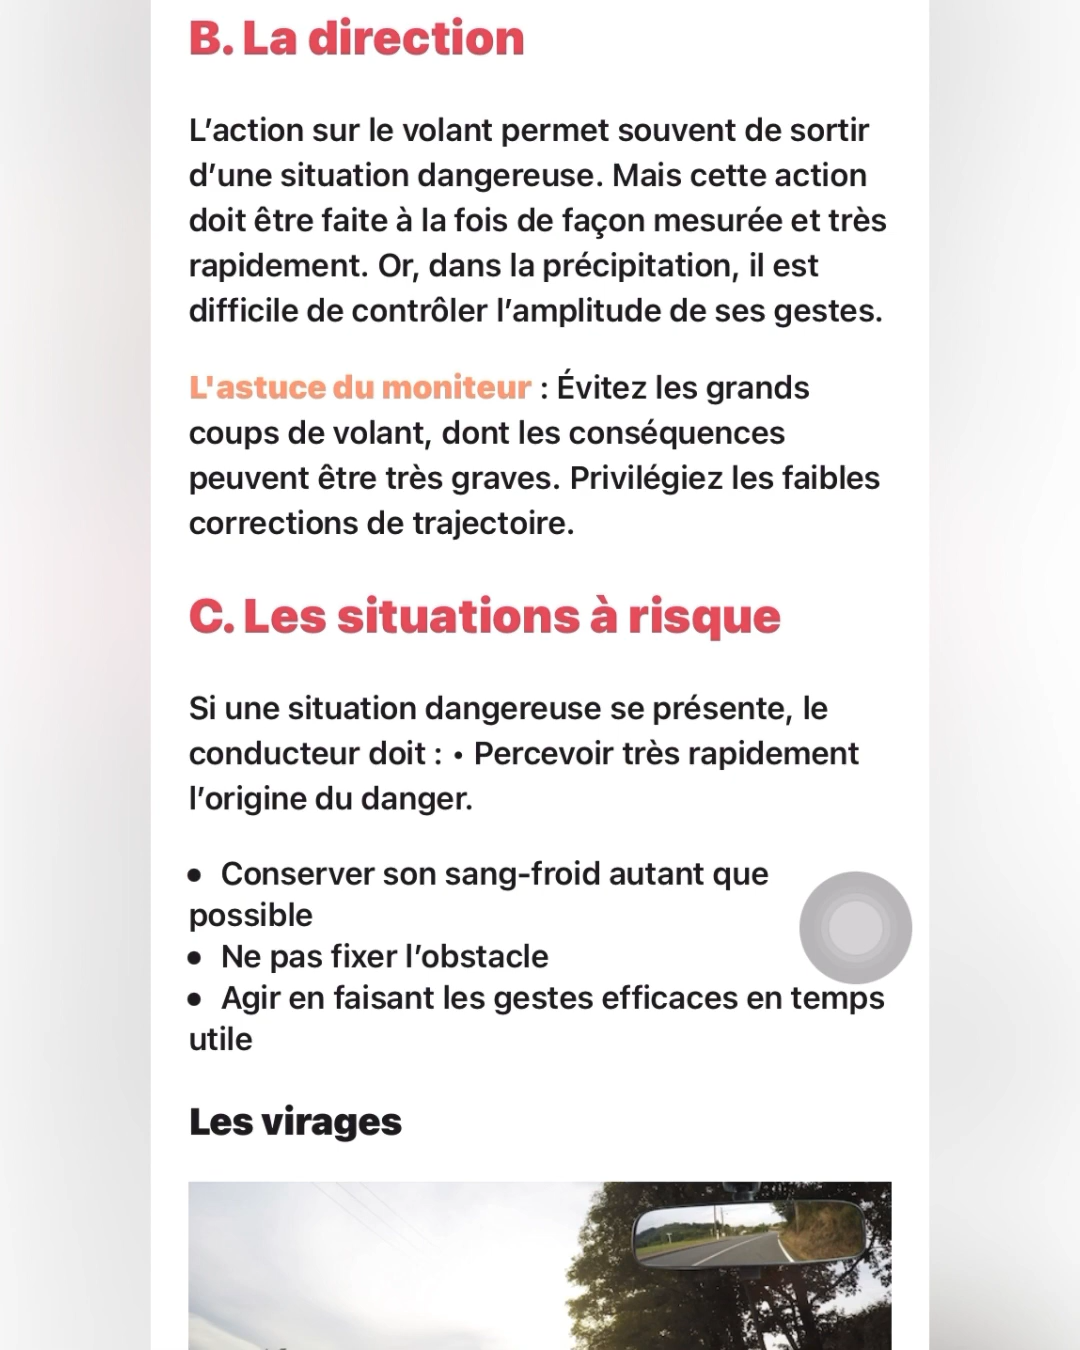 B. La direction
L’action sur le volant permet souvent de sortir
d’une situation dangereuse. Mais cette action
doit être faite à la fois de façon mesurée et très
rapidement. Or, dans la précipitation, il est
difficile de contrôler l’amplitude de ses gestes.
L'astuce du moniteur : Évitez les grands
coups de volant, dont les conséquences
peuvent être très graves. Privilégiez les faibles
corrections de trajectoire.
C. Les situations à risque
Si une situation dangereuse se présente, le
conducteur doit : • Percevoir très rapidement
l’origine du danger.
• Conserver son sang-froid autant que
possible
• Ne pas fixer l’obstacle
• Agir en faisant les gestes efficaces en temps
utile
Les virages